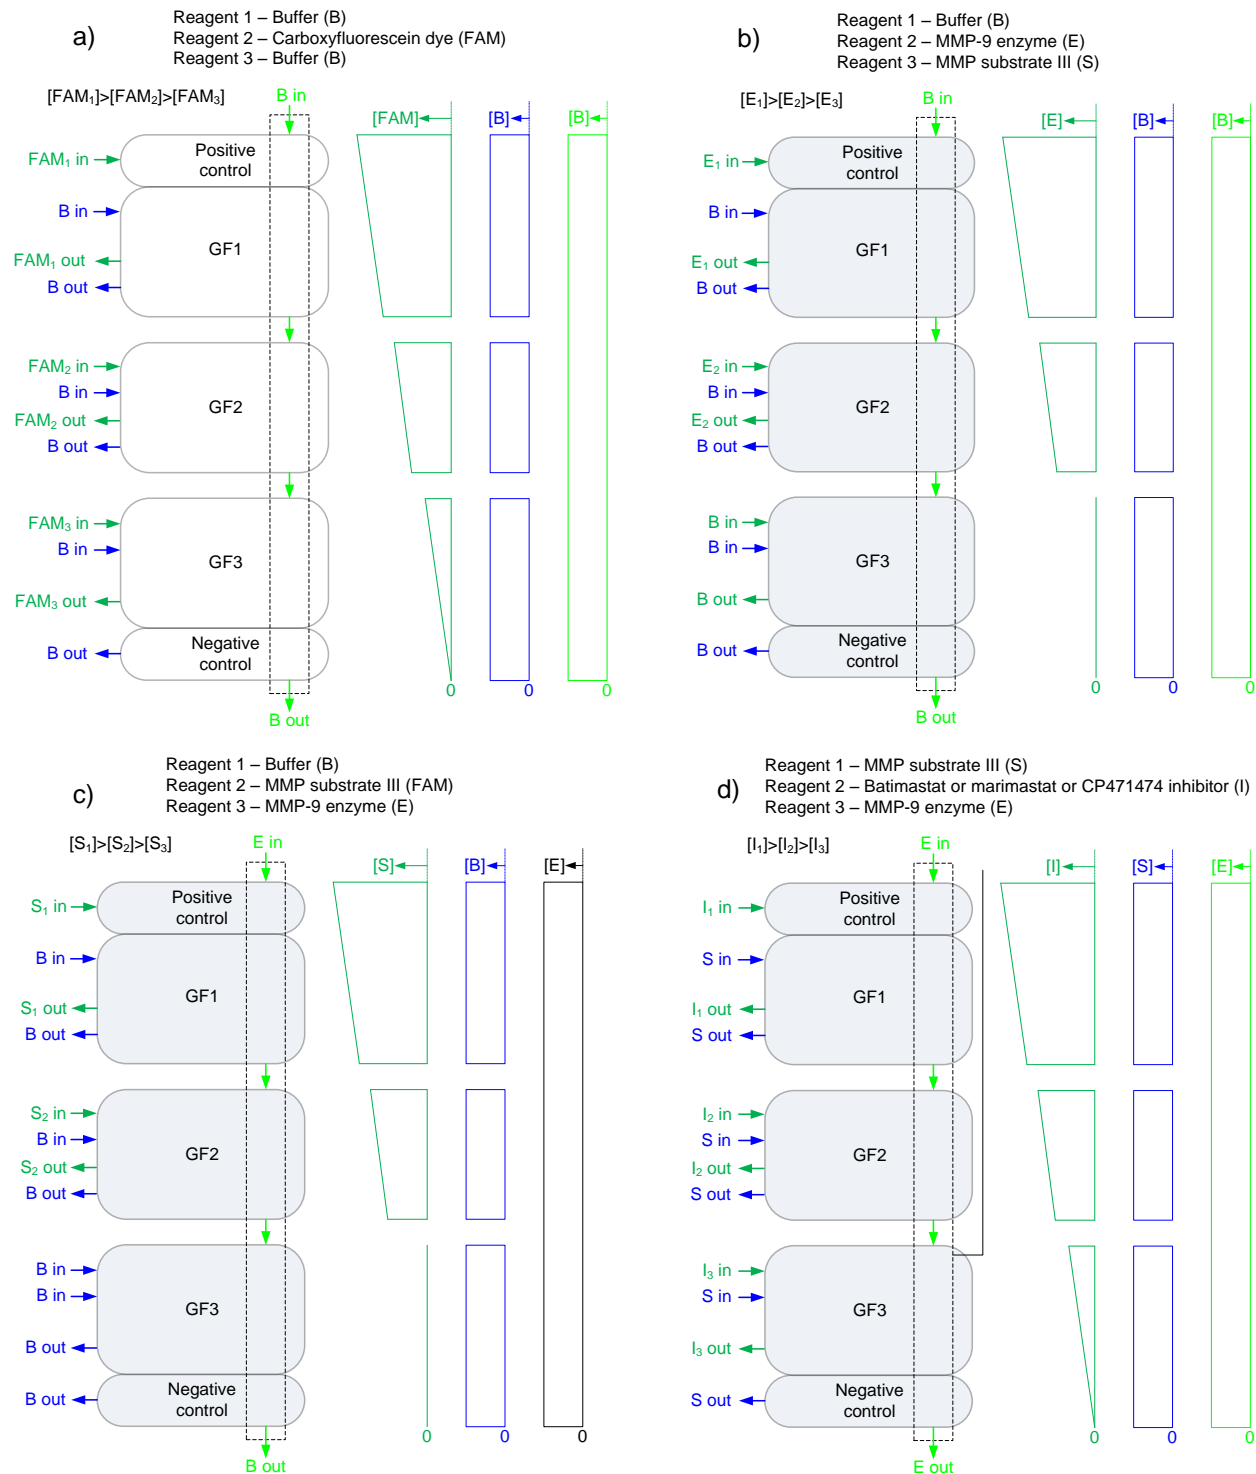 a)
Reagent 1 – Buffer (B)
Reagent 2 – Carboxyfluorescein dye (FAM)
Reagent 3 – Buffer (B)
[FAM₁]>[FAM₂]>[FAM₃]
B in
[FAM]
[B]
[B]
Positive control
FAM₁ in
B in
GF1
FAM₁ out
B out
FAM₂ in
B in
GF2
FAM₂ out
B out
FAM₃ in
B in
GF3
FAM₃ out
Negative control
B out
0
0
0
B out
b)
Reagent 1 – Buffer (B)
Reagent 2 – MMP-9 enzyme (E)
Reagent 3 – MMP substrate III (S)
[E₁]>[E₂]>[E₃]
B in
[E]
[B]
[B]
Positive control
E₁ in
B in
GF1
E₁ out
B out
E₂ in
B in
GF2
E₂ out
B out
B in
B in
GF3
B out
Negative control
B out
0
0
0
B out
c)
Reagent 1 – Buffer (B)
Reagent 2 – MMP substrate III (FAM)
Reagent 3 – MMP-9 enzyme (E)
[S₁]>[S₂]>[S₃]
E in
[S]
[B]
[E]
Positive control
S₁ in
B in
GF1
S₁ out
B out
S₂ in
B in
GF2
S₂ out
B out
B in
B in
GF3
B out
Negative control
B out
0
0
0
B out
d)
Reagent 1 – MMP substrate III (S)
Reagent 2 – Batimastat or marimastat or CP471474 inhibitor (I)
Reagent 3 – MMP-9 enzyme (E)
[I₁]>[I₂]>[I₃]
E in
[I]
[S]
[E]
Positive control
I₁ in
S in
GF1
I₁ out
S out
I₂ in
S in
GF2
I₂ out
S out
I₃ in
S in
GF3
I₃ out
Negative control
S out
0
0
0
E out